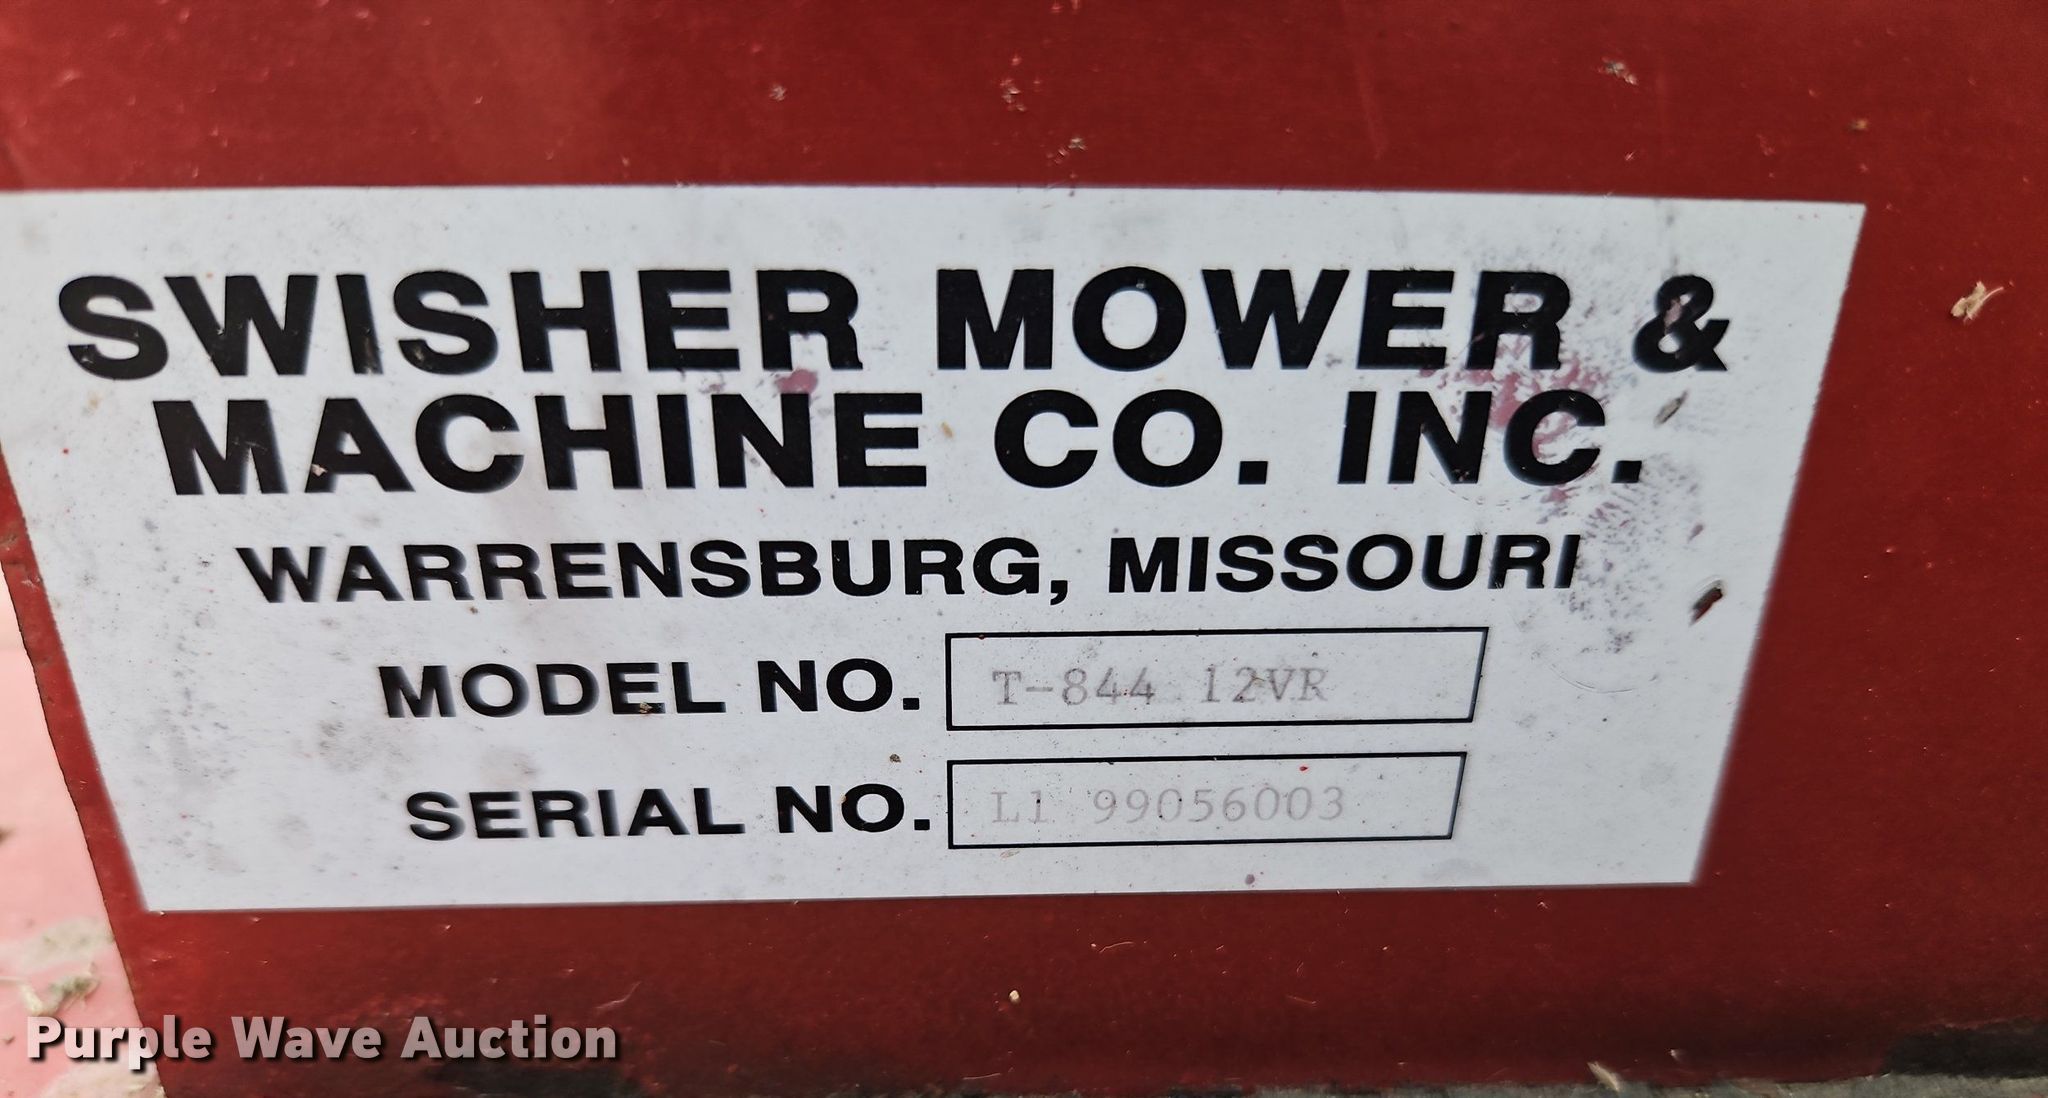 SWISHER MOWER &
MACHINE CO. INC.
WARRENSBURG, MISSOURI
MODEL NO. T-844 12VR
SERIAL NO. L1 99056003
Purple Wave Auction